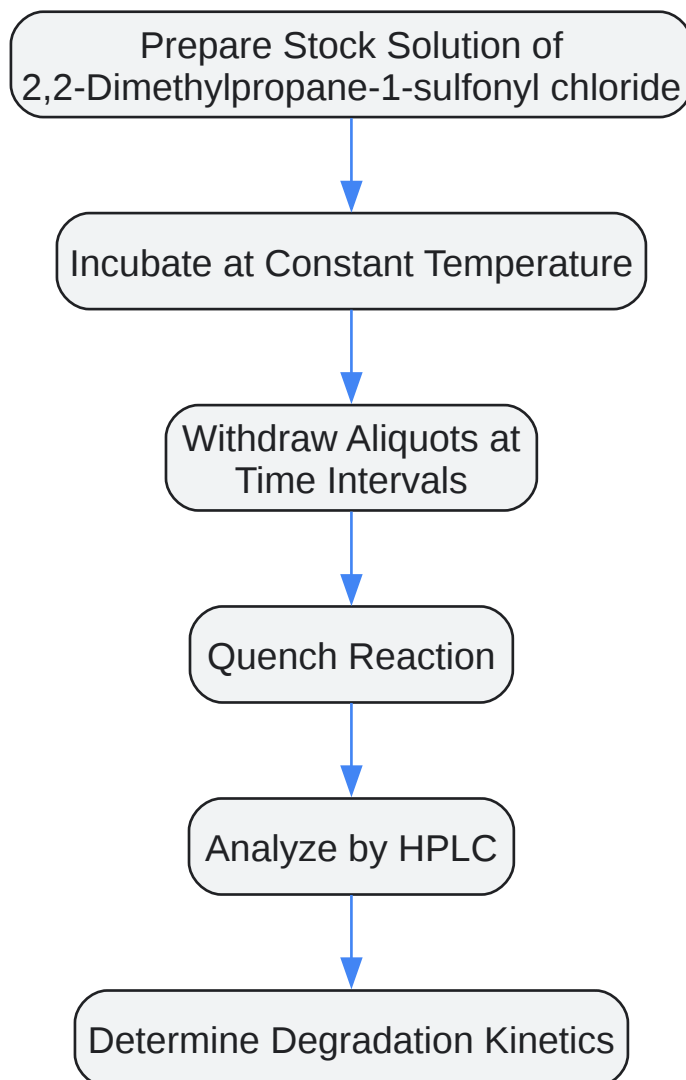 Prepare Stock Solution of
2,2-Dimethylpropane-1-sulfonyl chloride
Incubate at Constant Temperature
Withdraw Aliquots at
Time Intervals
Quench Reaction
Analyze by HPLC
Determine Degradation Kinetics